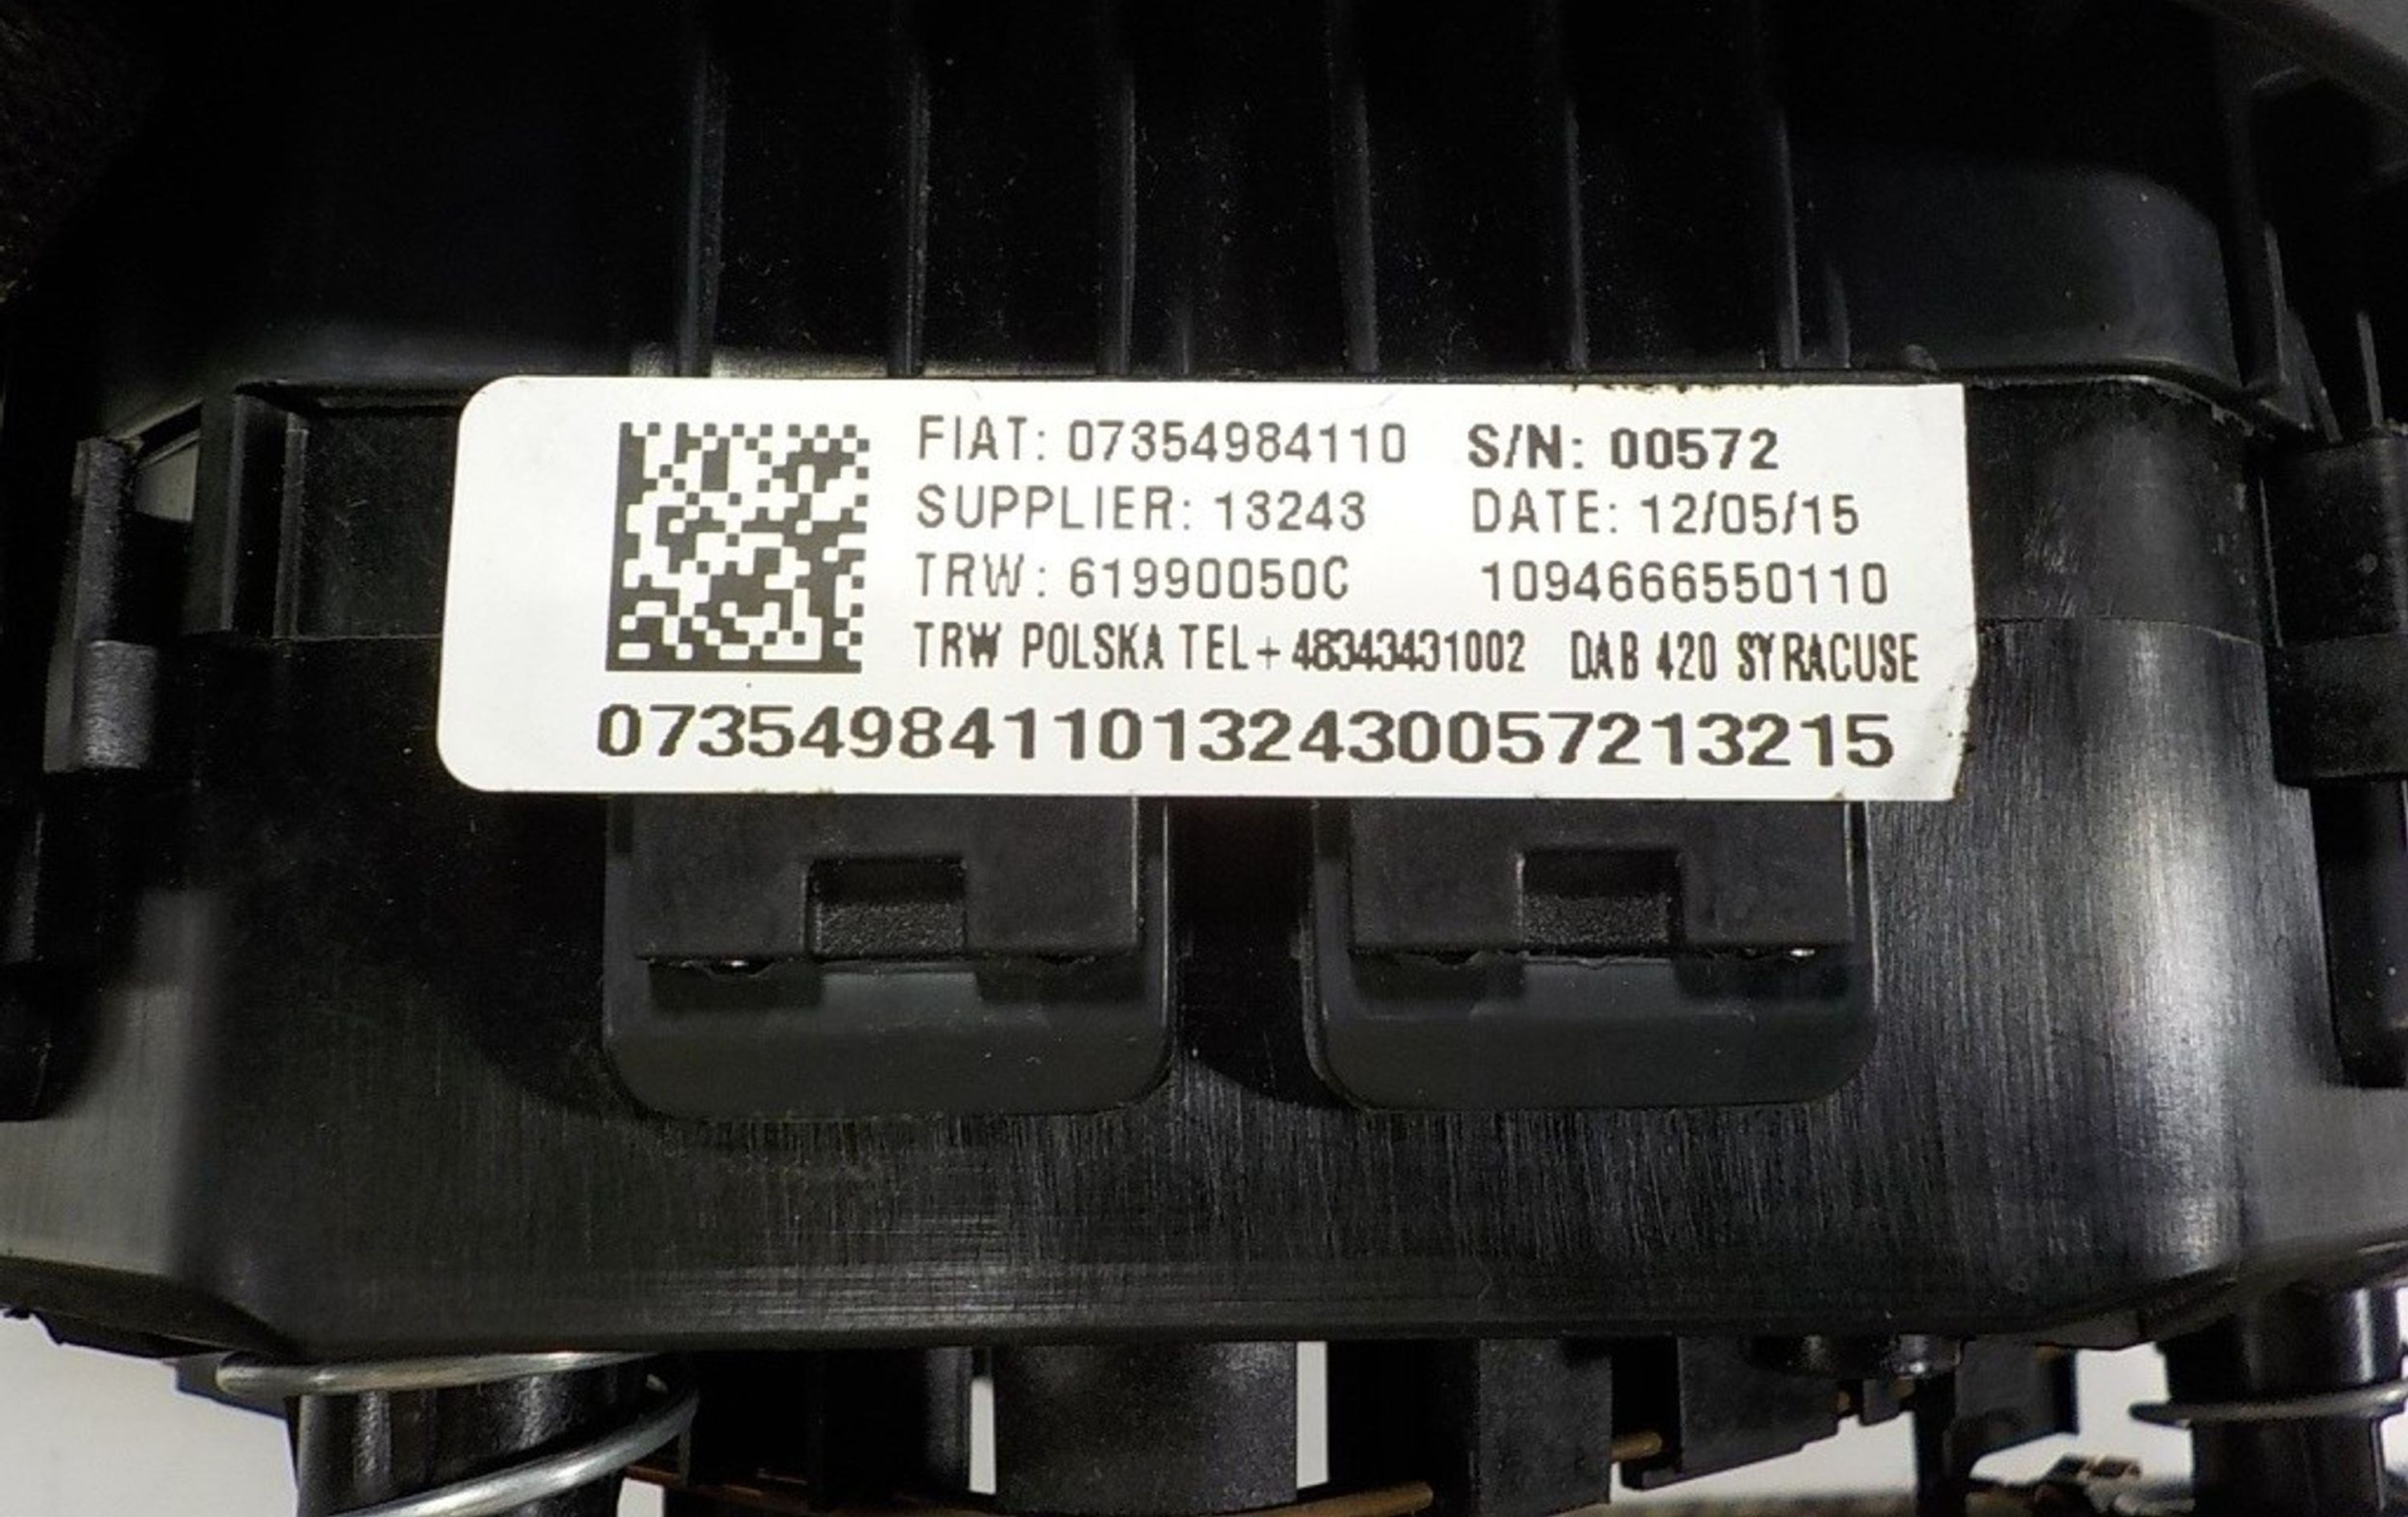 FIAT: 07354984110 S/N: 00572
SUPPLIER: 13243 DATE: 12/05/15
TRW: 61990050C 1094666550110
TRW POLSKA TEL+48343431002 DAB 420 SYRACUSE
07354984110132430057213215